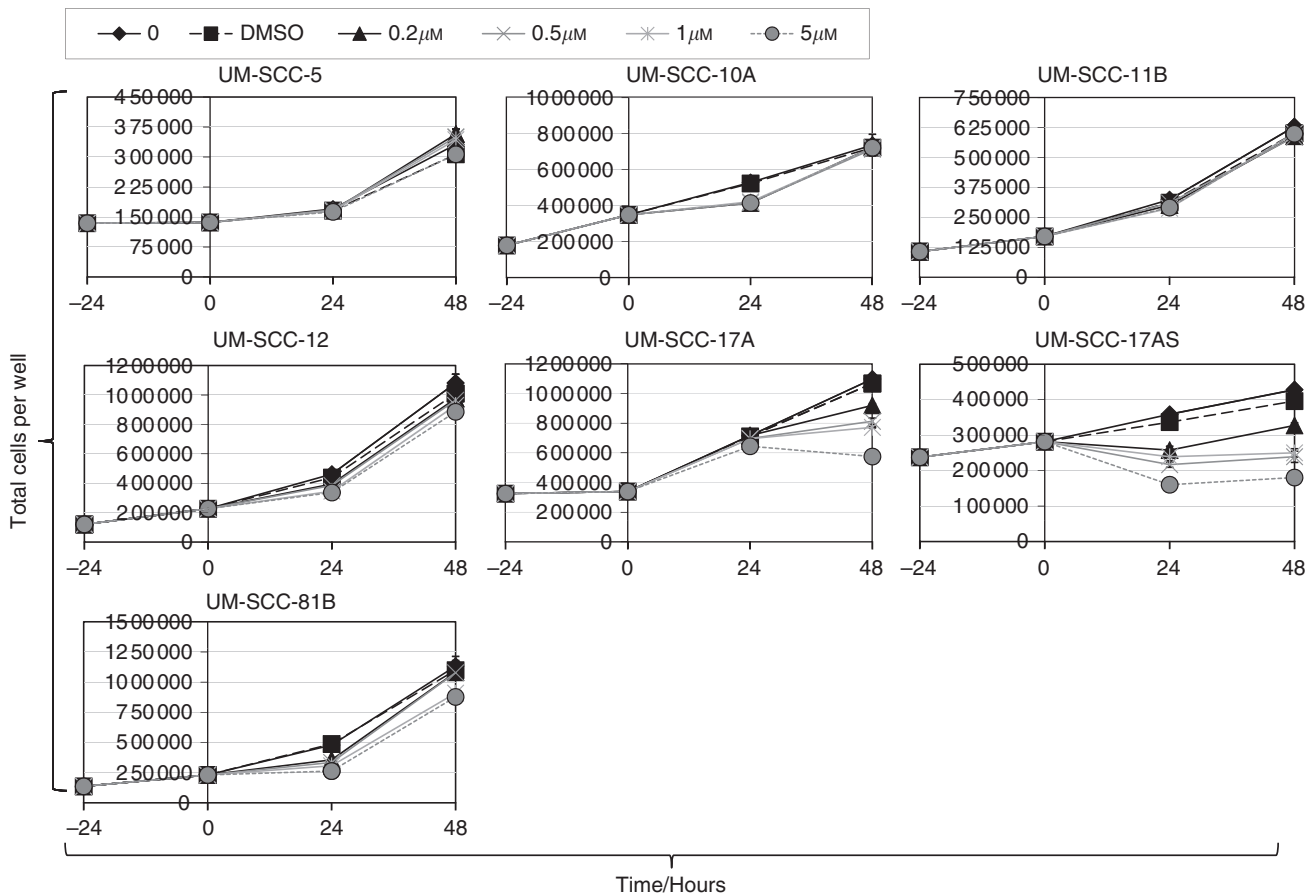 0 DMSO 0.2µM 0.5µM 1µM 5µM
UM-SCC-5
450 000
375 000
300 000
225 000
150 000
75 000
0
−24 0 24 48
UM-SCC-10A
1000 000
800 000
600 000
400 000
200 000
0
−24 0 24 48
UM-SCC-11B
750 000
625 000
500 000
375 000
250 000
125 000
0
−24 0 24 48
UM-SCC-12
1200 000
1000 000
800 000
600 000
400 000
200 000
0
−24 0 24 48
UM-SCC-17A
1200 000
1000 000
800 000
600 000
400 000
200 000
0
−24 0 24 48
UM-SCC-17AS
500 000
400 000
300 000
200 000
100 000
0
−24 0 24 48
UM-SCC-81B
1500 000
1250 000
1000 000
750 000
500 000
250 000
0
−24 0 24 48
Total cells per well
Time/Hours